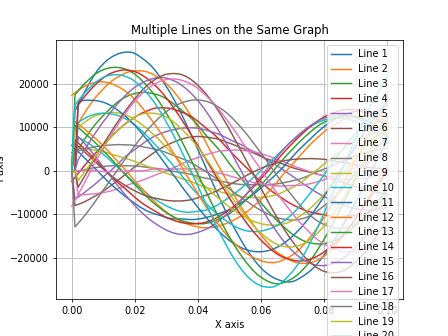 Multiple Lines on the Same Graph
20000
10000
0
−10000
−20000
0.00
0.02
0.04
0.06
X axis
Line 1
Line 2
Line 3
Line 4
Line 5
Line 6
Line 7
Line 8
Line 9
Line 10
Line 11
Line 12
Line 13
Line 14
Line 15
Line 16
Line 17
Line 18
Line 19
Line 20